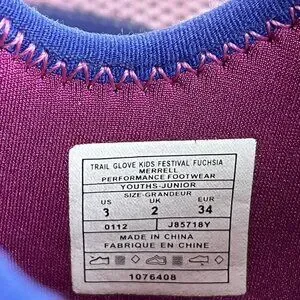 TRAIL GLOVE KIDS FESTIVAL FUCHSIA
MERRELL
PERFORMANCE FOOTWEAR
YOUTHS-JUNIOR
SIZE-GRANDEUR
US UK EUR
3 2 34
0112 J85718Y
MADE IN CHINA
FABRIQUE EN CHINE
1076408